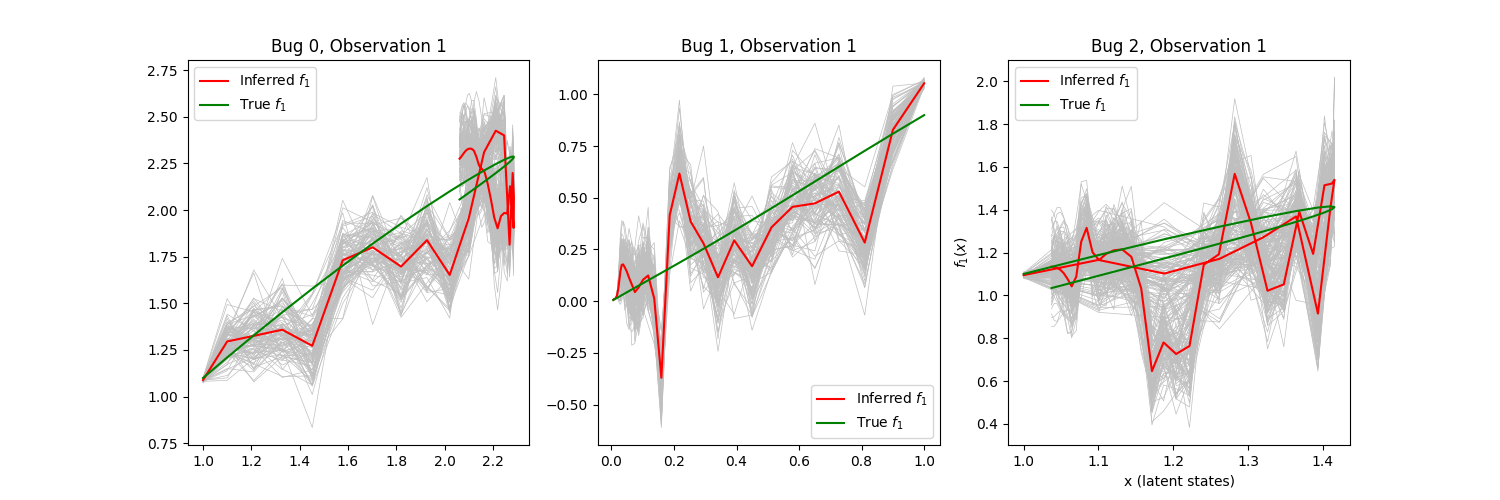 Bug 0, Observation 1
Inferred f₁
True f₁
2.75
2.50
2.25
2.00
1.75
1.50
1.25
1.00
0.75
1.0 1.2 1.4 1.6 1.8 2.0 2.2
Bug 1, Observation 1
1.00
0.75
0.50
0.25
0.00
−0.25
−0.50
Inferred f₁
True f₁
0.0 0.2 0.4 0.6 0.8 1.0
Bug 2, Observation 1
Inferred f₁
True f₁
f₁(x)
2.0
1.8
1.6
1.4
1.2
1.0
0.8
0.6
0.4
1.0 1.1 1.2 1.3 1.4
x (latent states)